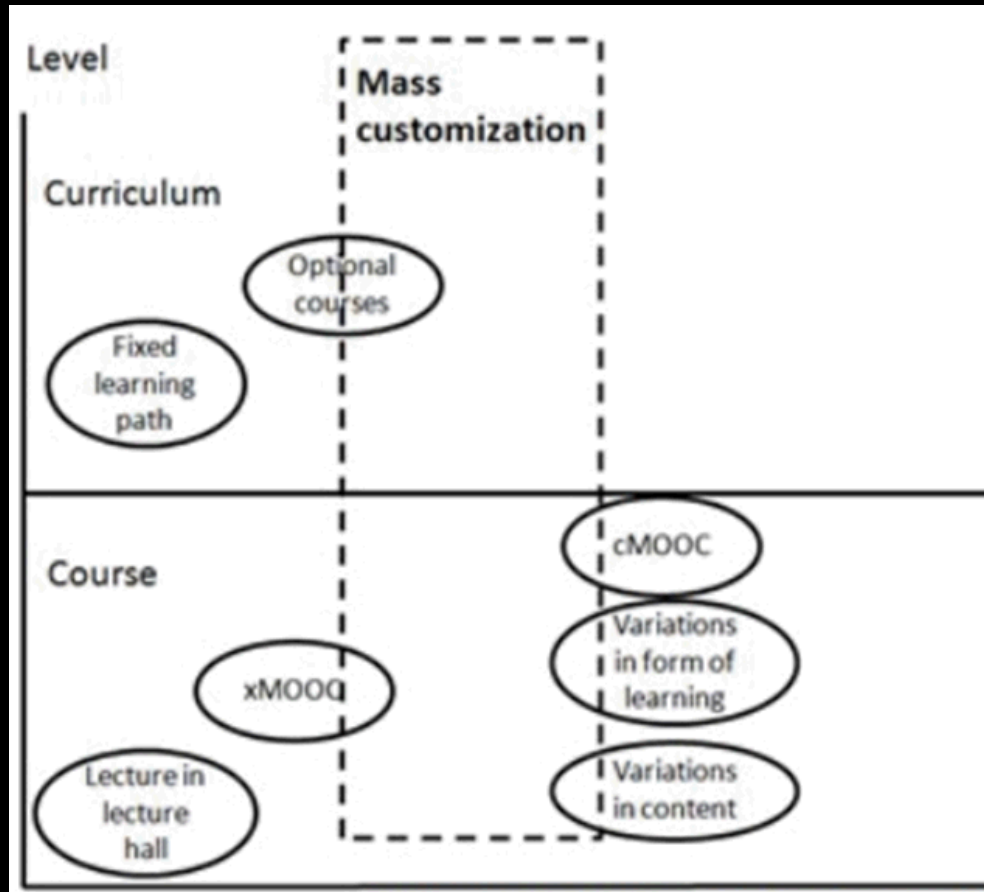 Level
Mass
customization
Curriculum
Optional
courses
Fixed
learning
path
cMOOC
Course
Variations
in form of
learning
xMOOC
Lecture in
lecture
hall
Variations
in content